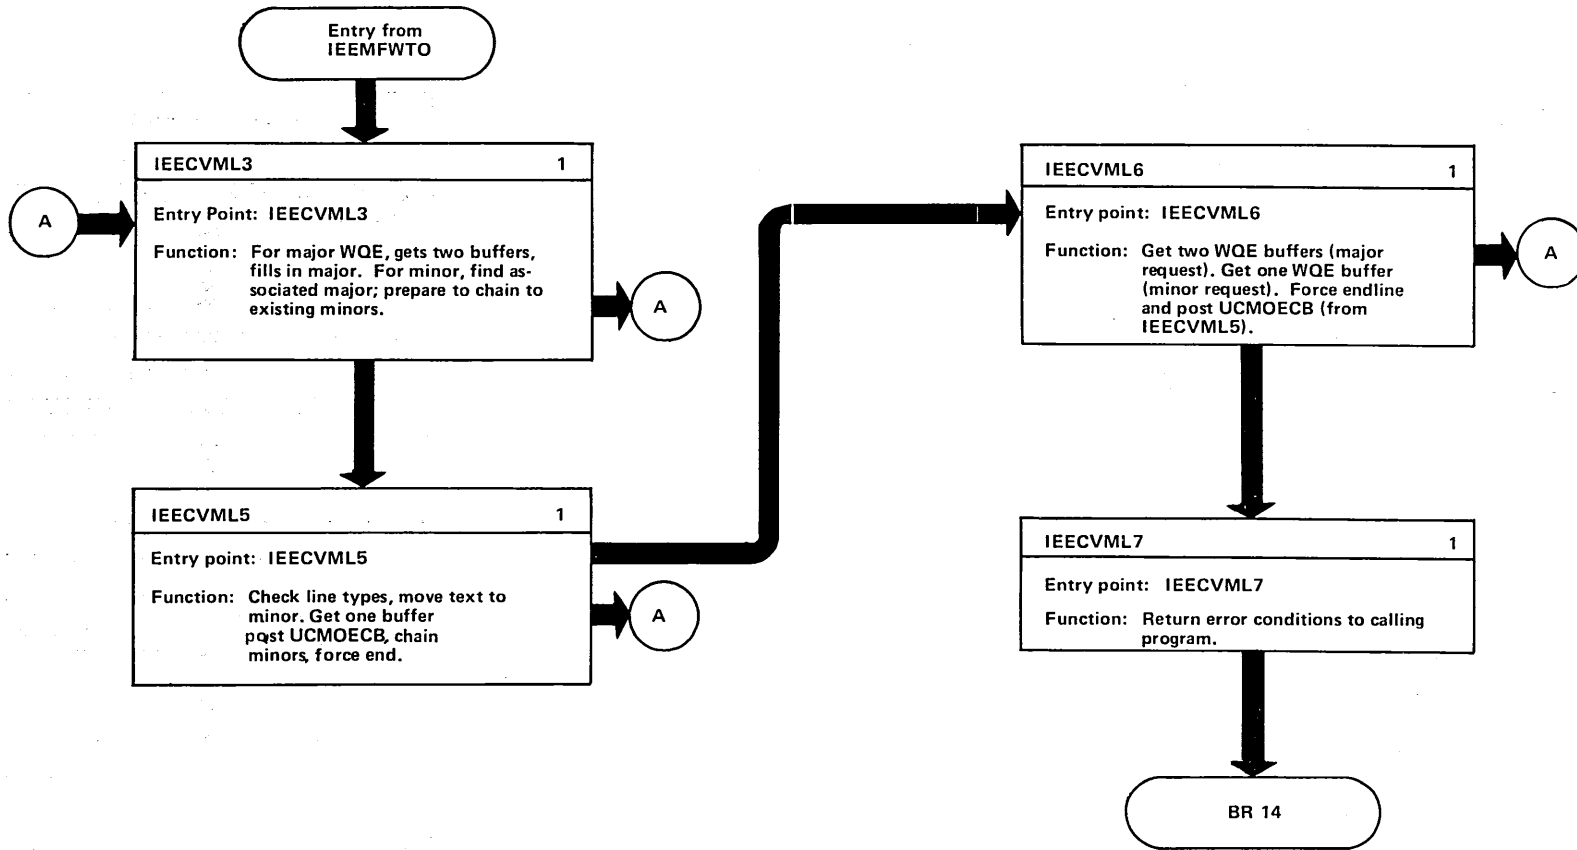 Entry from
IEEMFWTO
IEECVML3 1
A
Entry Point: IEECVML3
Function: For major WQE, gets two buffers,
fills in major. For minor, find as-
sociated major; prepare to chain to
existing minors.
A
IEECVML5 1
Entry point: IEECVML5
Function: Check line types, move text to
minor. Get one buffer
post UCMOECB, chain
minors, force end.
A
IEECVML6 1
Entry point: IEECVML6
Function: Get two WQE buffers (major
request). Get one WQE buffer
(minor request). Force endline
and post UCMOECB (from
IEECVML5).
A
IEECVML7 1
Entry point: IEECVML7
Function: Return error conditions to calling
program.
BR 14